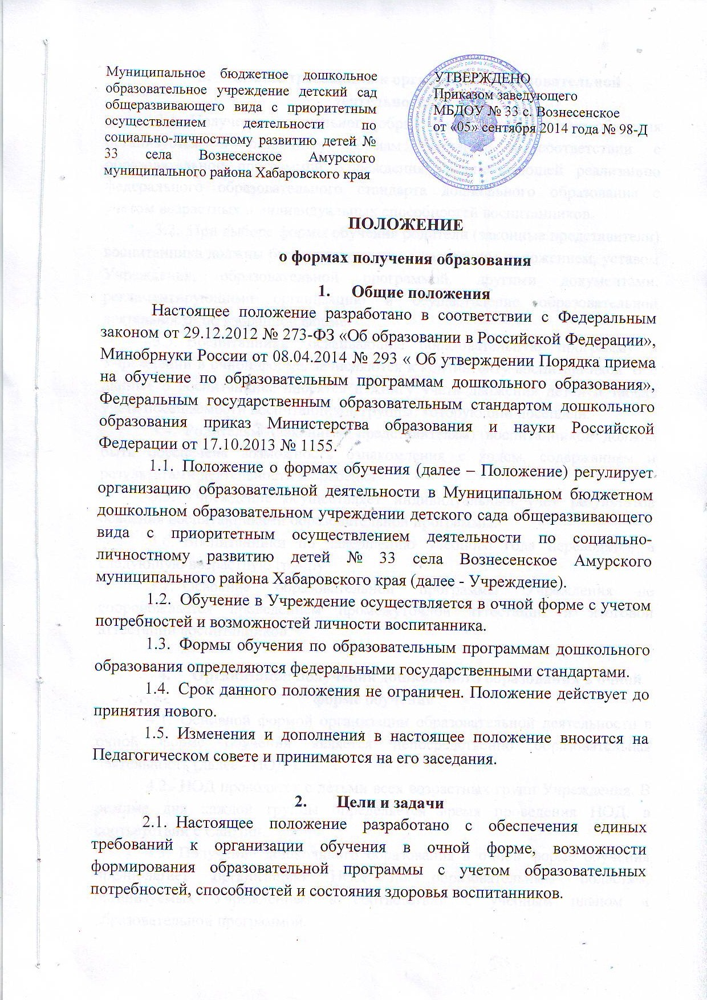 Муниципальное бюджетное дошкольное
образовательное учреждение детский сад
общеразвивающего вида с приоритетным
осуществлением деятельности по
социально-личностному развитию детей №
33 села Вознесенское Амурского
муниципального района Хабаровского края
УТВЕРЖДЕНО
Приказом заведующего
МБДОУ № 33 с. Вознесенское
от «05» сентября 2014 года № 98-Д
ПОЛОЖЕНИЕ
о формах получения образования
1. Общие положения
Настоящее положение разработано в соответствии с Федеральным
законом от 29.12.2012 № 273-ФЗ «Об образовании в Российской Федерации»,
Минобрнуки России от 08.04.2014 № 293 « Об утверждении Порядка приема
на обучение по образовательным программам дошкольного образования»,
Федеральным государственным образовательным стандартом дошкольного
образования приказ Министерства образования и науки Российской
Федерации от 17.10.2013 № 1155.
1.1. Положение о формах обучения (далее – Положение) регулирует
организацию образовательной деятельности в Муниципальном бюджетном
дошкольном образовательном учреждении детского сада общеразвивающего
вида с приоритетным осуществлением деятельности по социально-
личностному развитию детей № 33 села Вознесенское Амурского
муниципального района Хабаровского края (далее - Учреждение).
1.2. Обучение в Учреждение осуществляется в очной форме с учетом
потребностей и возможностей личности воспитанника.
1.3. Формы обучения по образовательным программам дошкольного
образования определяются федеральными государственными стандартами.
1.4. Срок данного положения не ограничен. Положение действует до
принятия нового.
1.5. Изменения и дополнения в настоящее положение вносится на
Педагогическом совете и принимаются на его заседания.
2. Цели и задачи
2.1. Настоящее положение разработано с обеспечения единых
требований к организации обучения в очной форме, возможности
формирования образовательной программы с учетом образовательных
потребностей, способностей и состояния здоровья воспитанников.